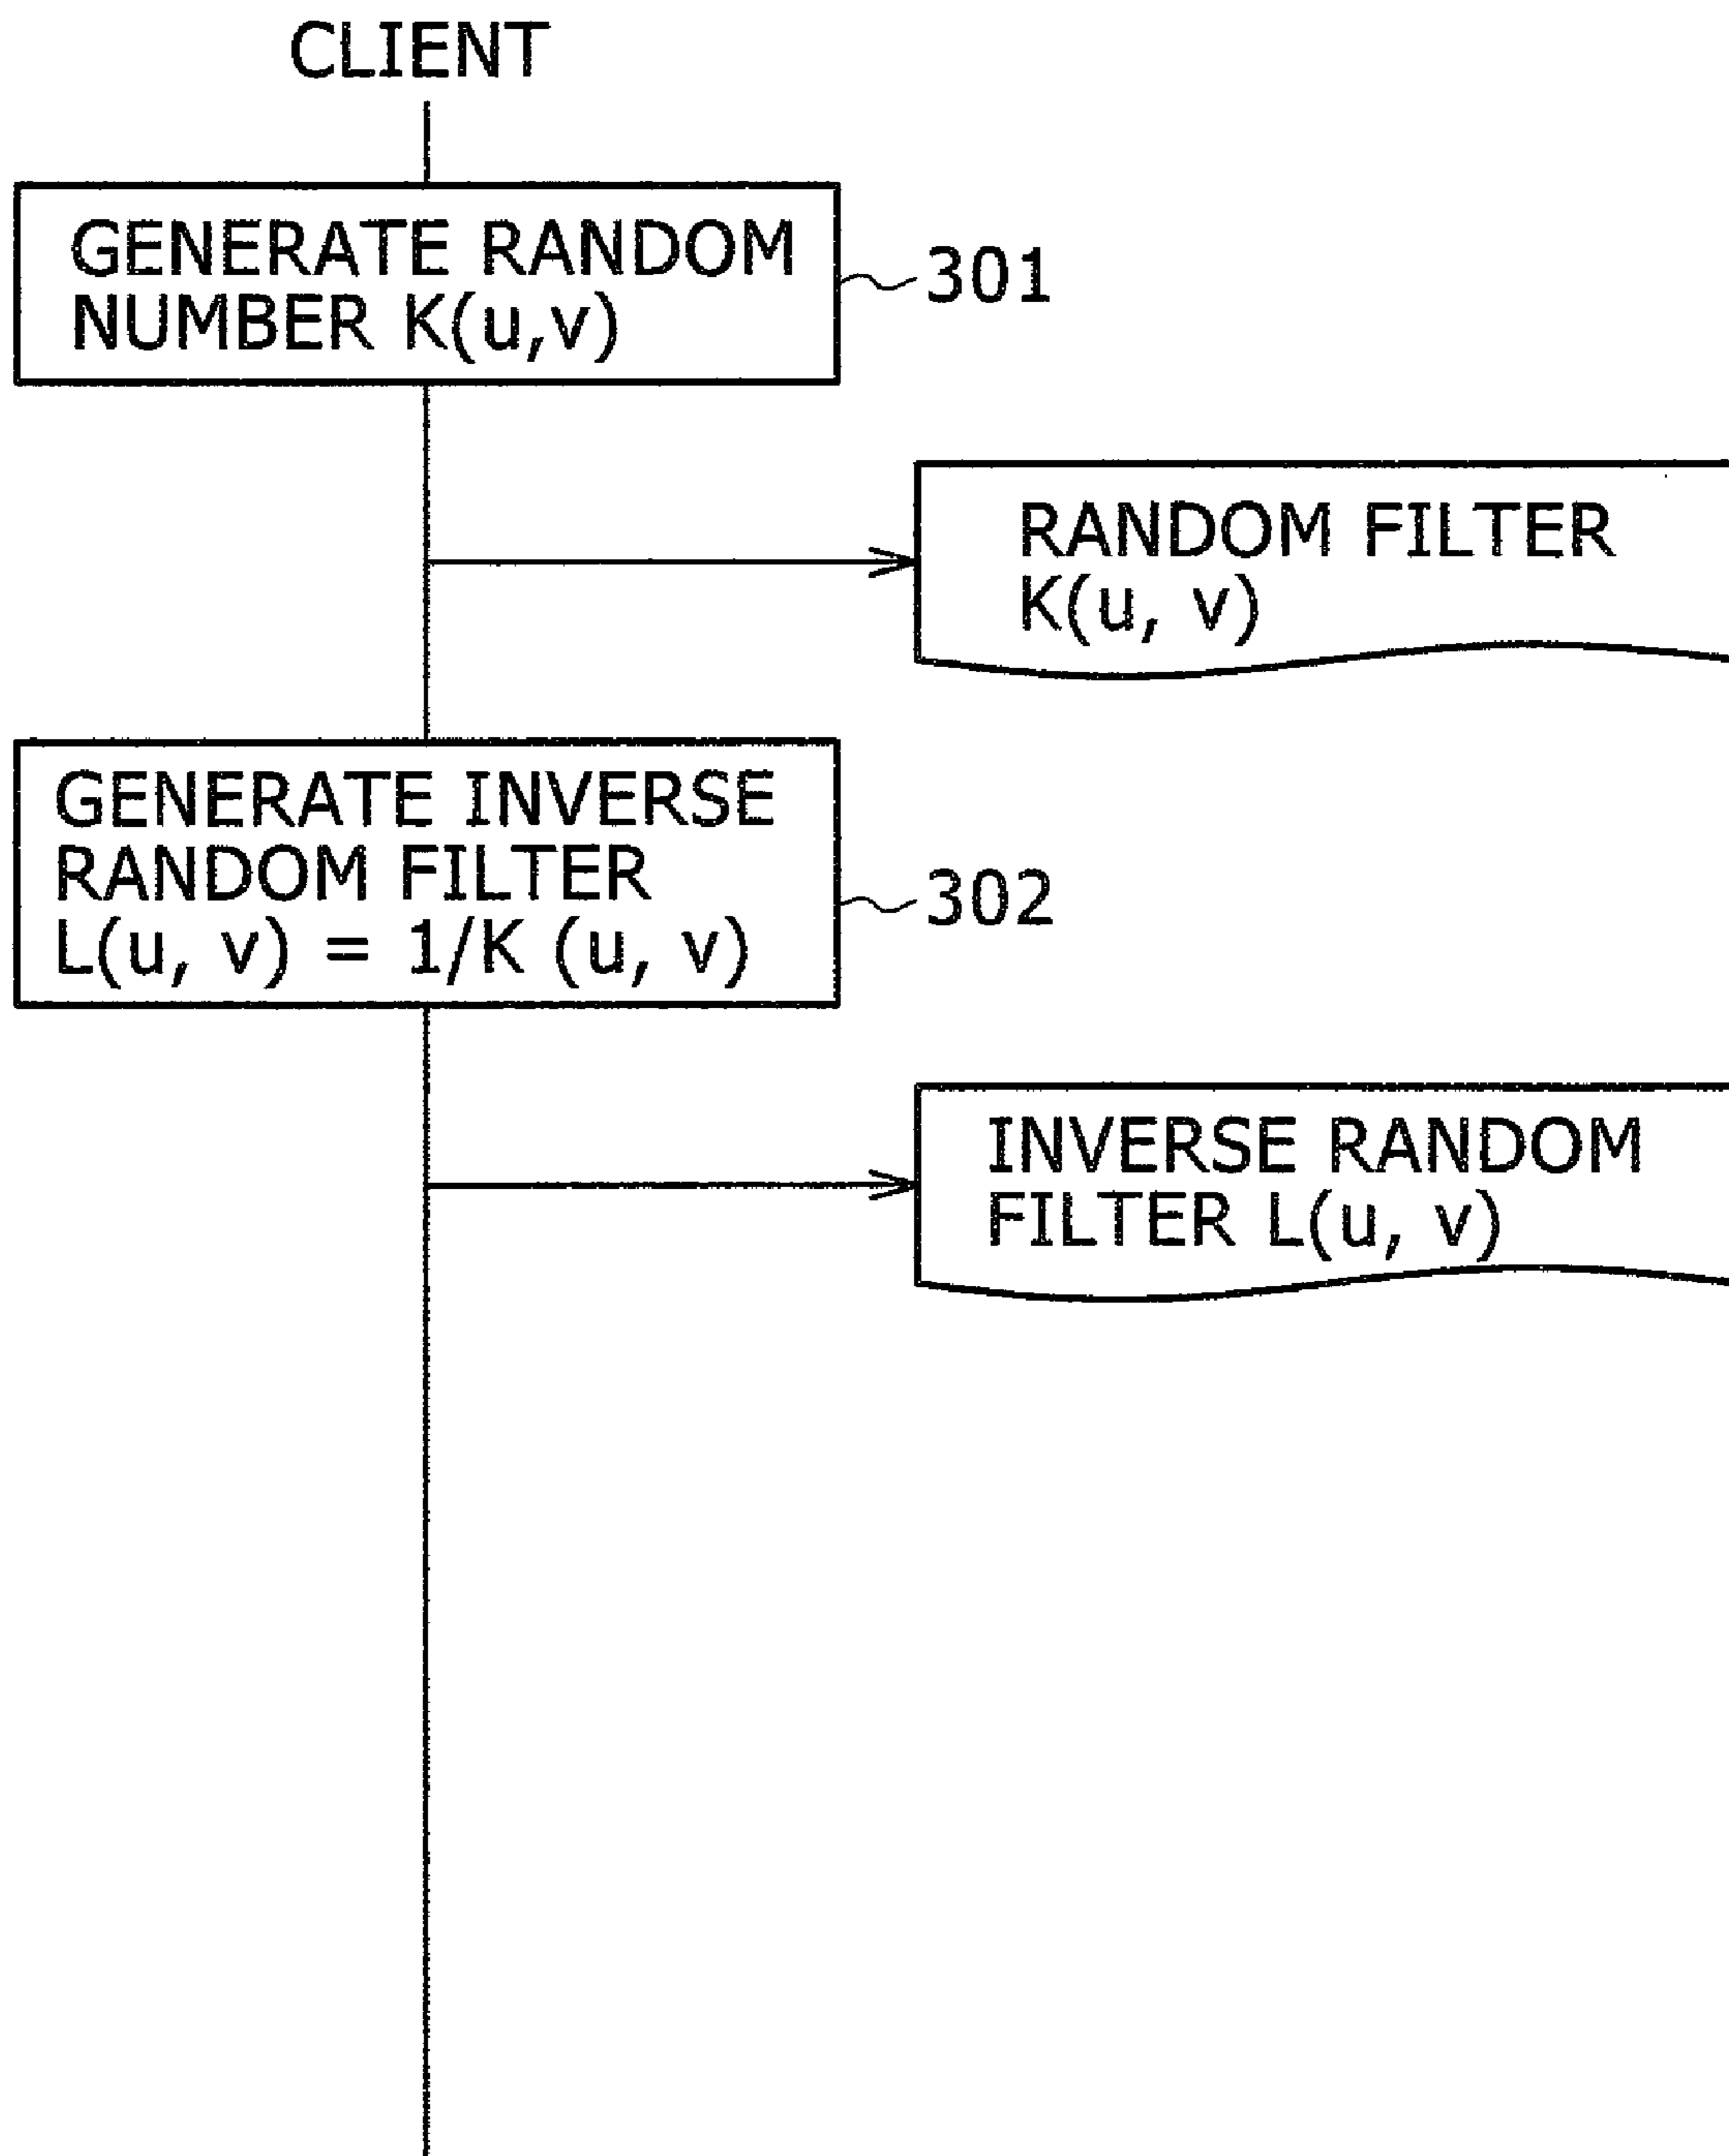 CLIENT
GENERATE RANDOM
NUMBER K(u,v)
301
RANDOM FILTER
K(u, v)
GENERATE INVERSE
RANDOM FILTER
L(u, v) = 1/K (u, v)
302
INVERSE RANDOM
FILTER L(u, v)